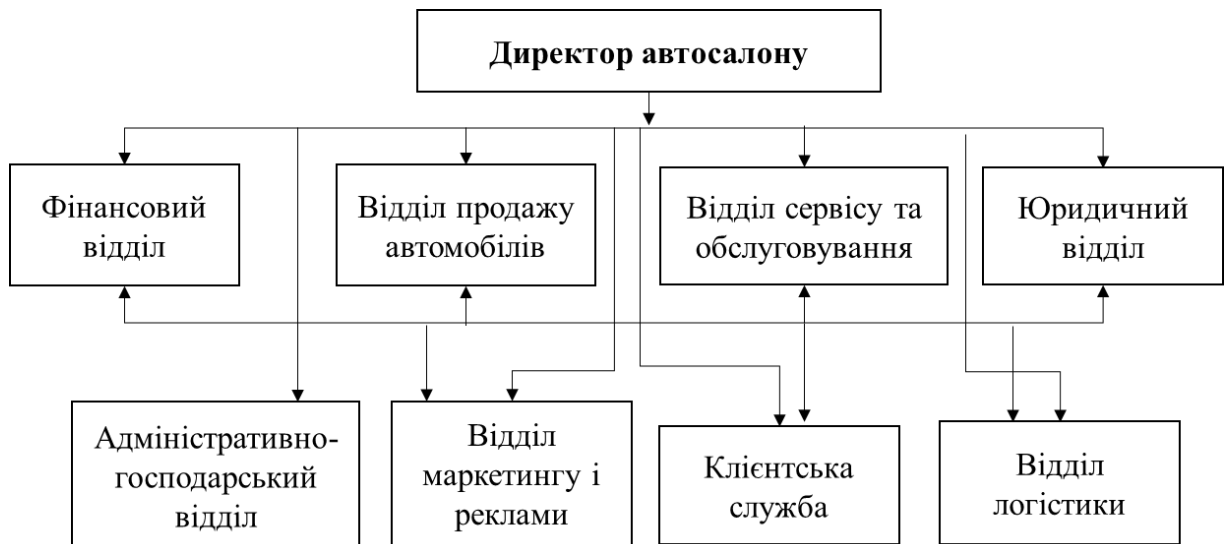 Директор автосалону
Фінансовий
відділ
Відділ продажу
автомобілів
Відділ сервісу та
обслуговування
Юридичний
відділ
Адміністративно-
господарський
відділ
Відділ
маркетингу і
реклами
Клієнтська
служба
Відділ
логістики